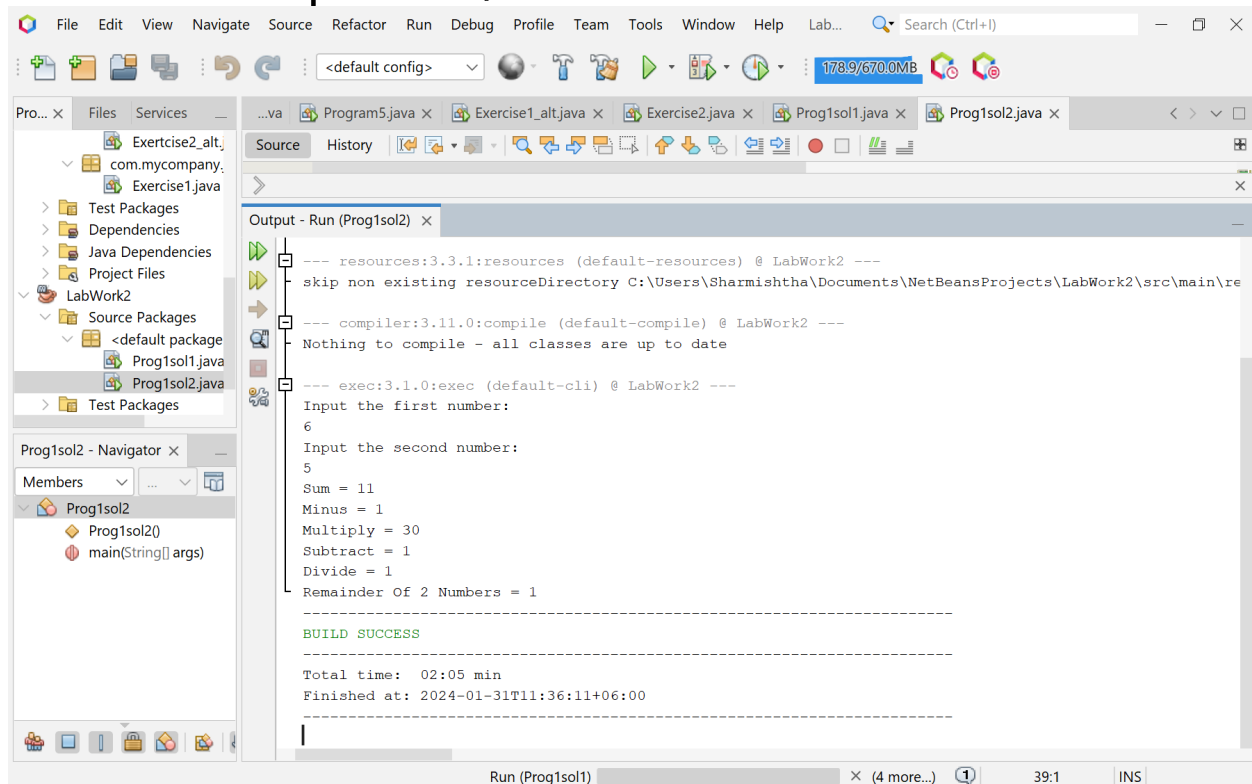 File Edit View Navigate Source Refactor Run Debug Profile Team Tools Window Help Lab... Search (Ctrl+I)
<default config> 178.9/670.0MB
Pro... Files Services ...va Program5.java Exercise1_alt.java Exercise2.java Prog1sol1.java Prog1sol2.java
Exertcise2_alt.j
com.mycompany.
Exercise1.java
Test Packages
Dependencies
Java Dependencies
Project Files
LabWork2
Source Packages
<default package
Prog1sol1.java
Prog1sol2.java
Test Packages
Prog1sol2 - Navigator
Members ...
Prog1sol2
Prog1sol2()
main(String[] args)
Source History
Output - Run (Prog1sol2)
--- resources:3.3.1:resources (default-resources) @ LabWork2 ---
skip non existing resourceDirectory C:\Users\Sharmishtha\Documents\NetBeansProjects\LabWork2\src\main\re
--- compiler:3.11.0:compile (default-compile) @ LabWork2 ---
Nothing to compile - all classes are up to date
--- exec:3.1.0:exec (default-cli) @ LabWork2 ---
Input the first number:
6
Input the second number:
5
Sum = 11
Minus = 1
Multiply = 30
Subtract = 1
Divide = 1
Remainder Of 2 Numbers = 1
------------------------------------------------------------------------
BUILD SUCCESS
------------------------------------------------------------------------
Total time:  02:05 min
Finished at: 2024-01-31T11:36:11+06:00
------------------------------------------------------------------------
Run (Prog1sol1) (4 more...) 1 39:1 INS